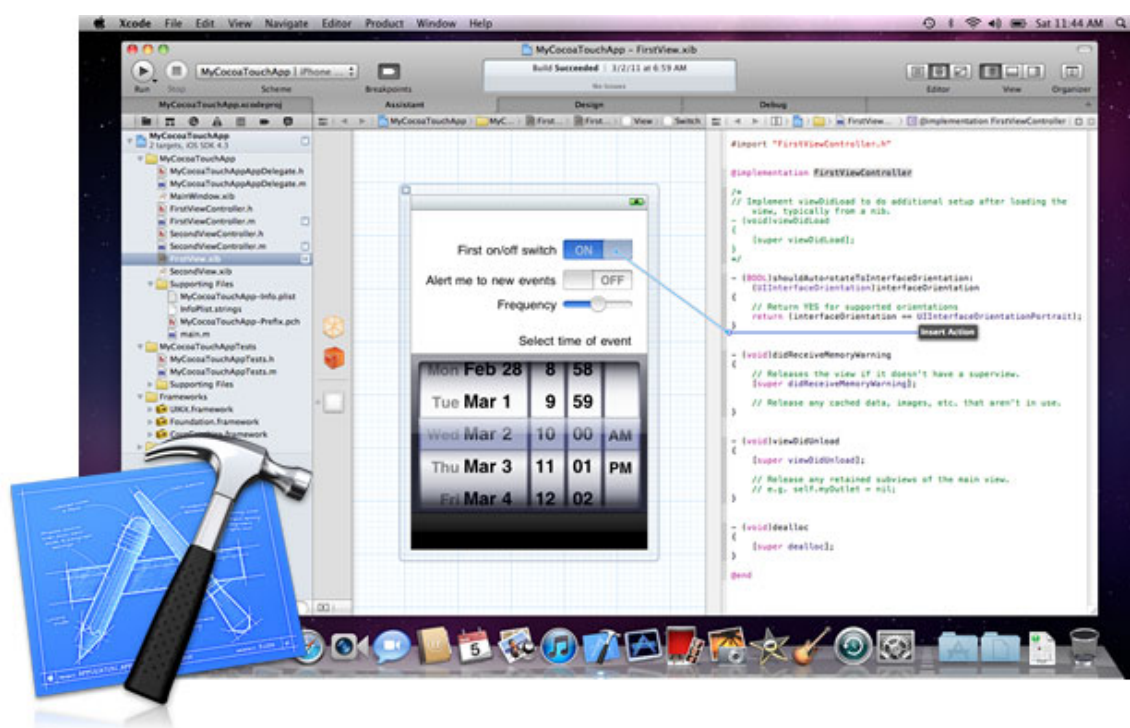 Xcode File Edit View Navigate Editor Product Window Help
Sat 11:44 AM
MyCocoaTouchApp – FirstView.xib
MyCocoaTouchApp | iPhone ...
Build Succeeded | 3/2/11 at 6:59 AM
No Issues
Run Stop Scheme Breakpoints Editor View Organizer
MyCocoaTouchApp.xcodeproj Assistant Design Debug
MyCocoaTouchApp MyC... First... First... View Switch
FirstView... @implementation FirstViewController
MyCocoaTouchApp
2 targets, iOS SDK 4.3
MyCocoaTouchApp
MyCocoaTouchAppAppDelegate.h
MyCocoaTouchAppAppDelegate.m
MainWindow.xib
FirstViewController.h
FirstViewController.m
SecondViewController.h
SecondViewController.m
FirstView.xib
SecondView.xib
Supporting Files
MyCocoaTouchApp-Info.plist
InfoPlist.strings
MyCocoaTouchApp-Prefix.pch
main.m
MyCocoaTouchAppTests
MyCocoaTouchAppTests.h
MyCocoaTouchAppTests.m
Supporting Files
Frameworks
UIKit.framework
Foundation.framework
First on/off switch ON
Alert me to new events OFF
Frequency
Select time of event
Mon Feb 28 8 58
Tue Mar 1 9 59
Wed Mar 2 10 00 AM
Thu Mar 3 11 01 PM
Fri Mar 4 12 02
#import "FirstViewController.h"
@implementation FirstViewController
/*
// Implement viewDidLoad to do additional setup after loading the
view, typically from a nib.
- (void)viewDidLoad
{
[super viewDidLoad];
}
*/
- (BOOL)shouldAutorotateToInterfaceOrientation:
(UIInterfaceOrientation)interfaceOrientation
{
// Return YES for supported orientations
return (interfaceOrientation == UIInterfaceOrientationPortrait);
}
Insert Action
- (void)didReceiveMemoryWarning
{
// Releases the view if it doesn't have a superview.
[super didReceiveMemoryWarning];
// Release any cached data, images, etc. that aren't in use.
}
- (void)viewDidUnload
{
[super viewDidUnload];
// Release any retained subviews of the main view.
// e.g. self.myOutlet = nil;
}
- (void)dealloc
{
[super dealloc];
}
@end
5